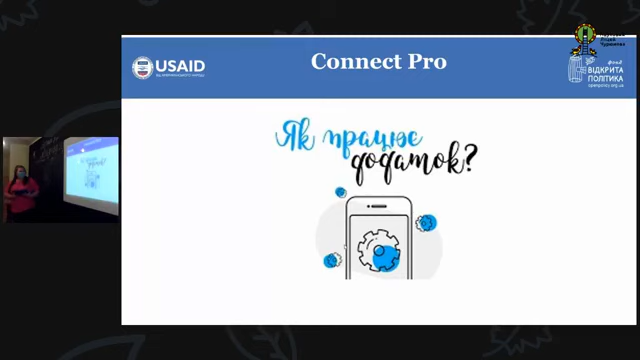 USAID
ВІД АМЕРИКАНСЬКОГО НАРОДУ
Connect Pro
фонд
ВІДКРИТА
ПОЛІТИКА
openpolicy.org.ua
Як працює
додаток?